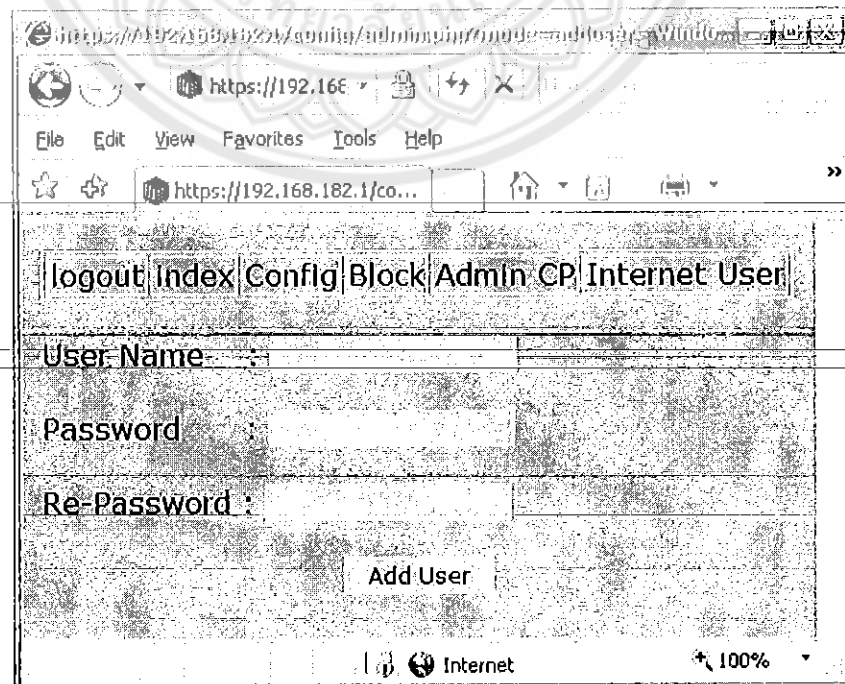 https://192.168
File Edit View Favorites Tools Help
https://192.168.182.1/co...
»
logout Index Config Block Admin CP Internet User
User Name :
Password :
Re-Password :
Add User
Internet 100%